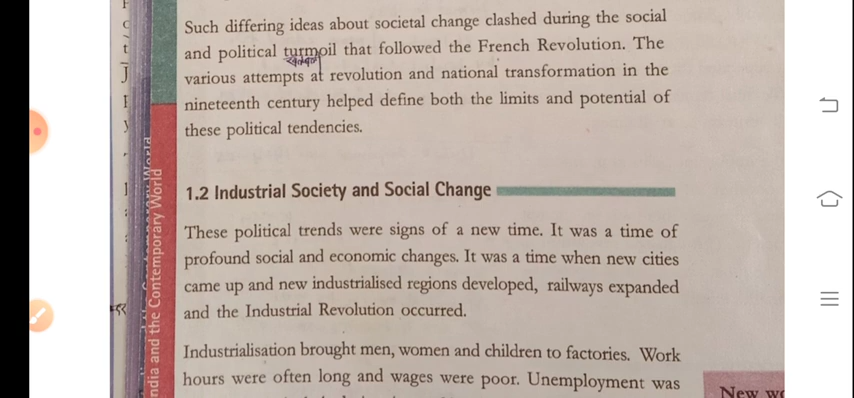 Such differing ideas about societal change clashed during the social
and political turmoil that followed the French Revolution. The
various attempts at revolution and national transformation in the
nineteenth century helped define both the limits and potential of
these political tendencies.
1.2 Industrial Society and Social Change
These political trends were signs of a new time. It was a time of
profound social and economic changes. It was a time when new cities
came up and new industrialised regions developed, railways expanded
and the Industrial Revolution occurred.
Industrialisation brought men, women and children to factories. Work
hours were often long and wages were poor. Unemployment was
New
ndia and the Contemporary World